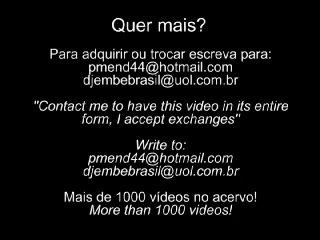 Quer mais?
Para adquirir ou trocar escreva para:
pmend44@hotmail.com
djembebrasil@uol.com.br
"Contact me to have this video in its entire
form, I accept exchanges"
Write to:
pmend44@hotmail.com
djembebrasil@uol.com.br
Mais de 1000 vídeos no acervo!
More than 1000 videos!